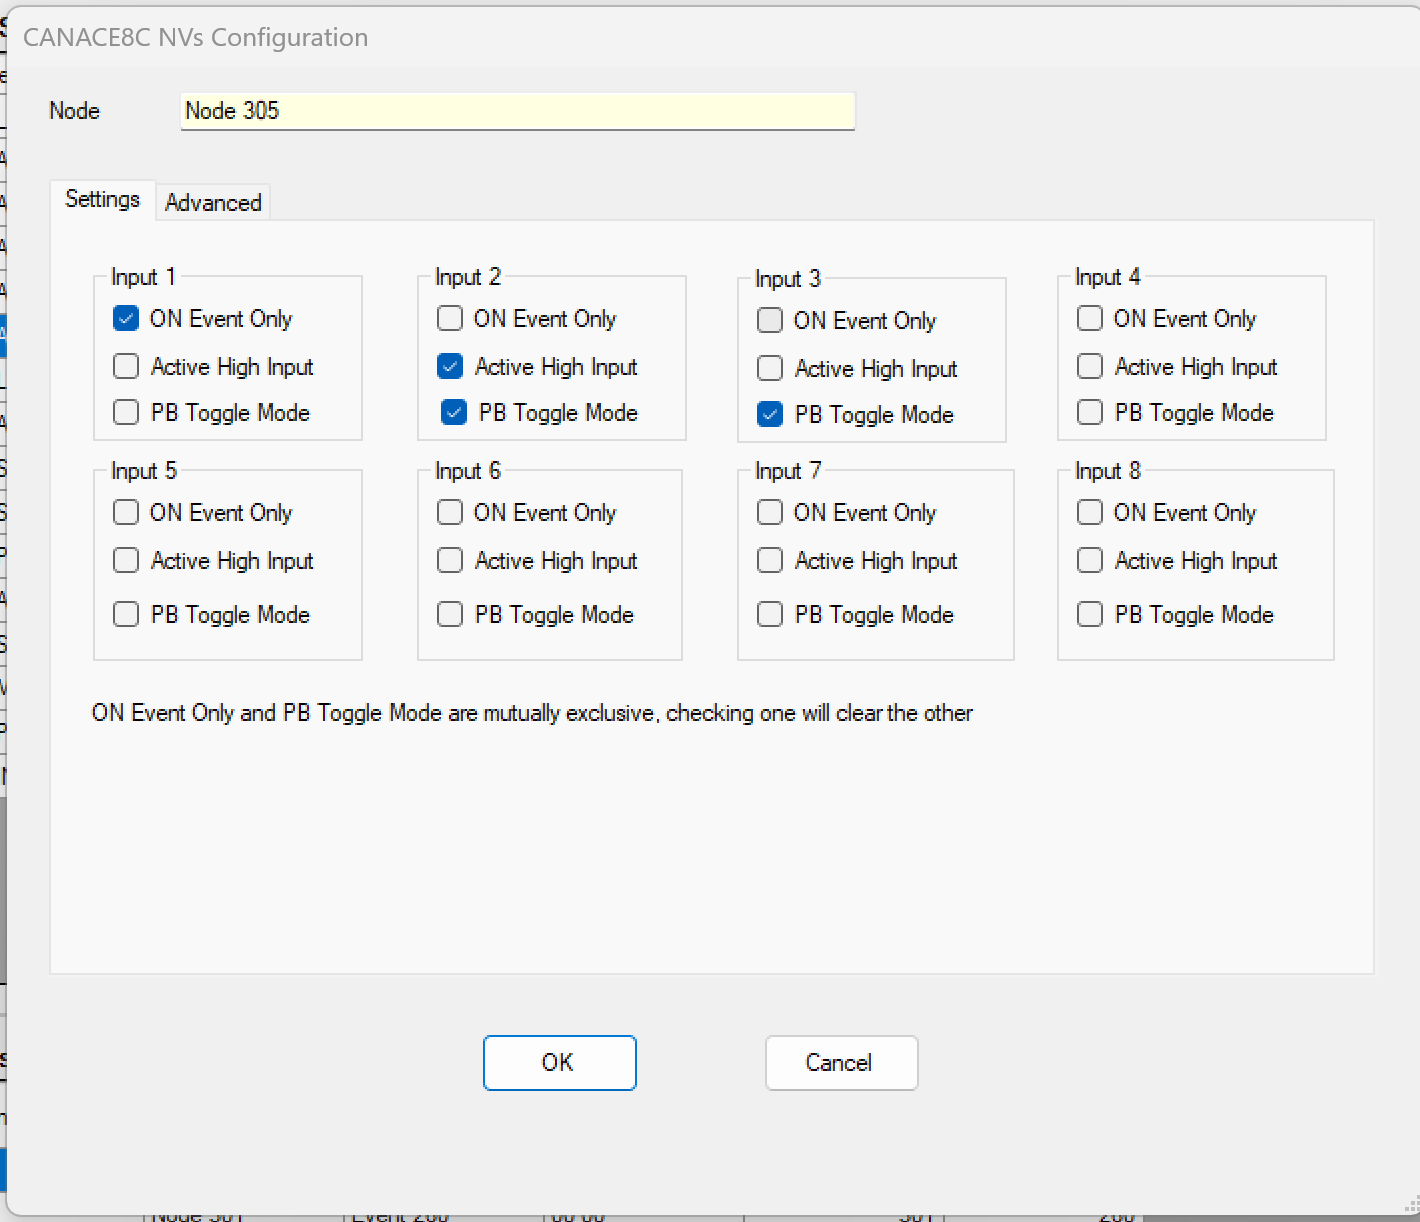 CANACE8C NVs Configuration
Node Node 305
Settings Advanced
Input 1 Input 2 Input 3 Input 4
ON Event Only ON Event Only ON Event Only ON Event Only
Active High Input Active High Input Active High Input Active High Input
PB Toggle Mode PB Toggle Mode PB Toggle Mode PB Toggle Mode
Input 5 Input 6 Input 7 Input 8
ON Event Only ON Event Only ON Event Only ON Event Only
Active High Input Active High Input Active High Input Active High Input
PB Toggle Mode PB Toggle Mode PB Toggle Mode PB Toggle Mode
ON Event Only and PB Toggle Mode are mutually exclusive, checking one will clear the other
OK Cancel